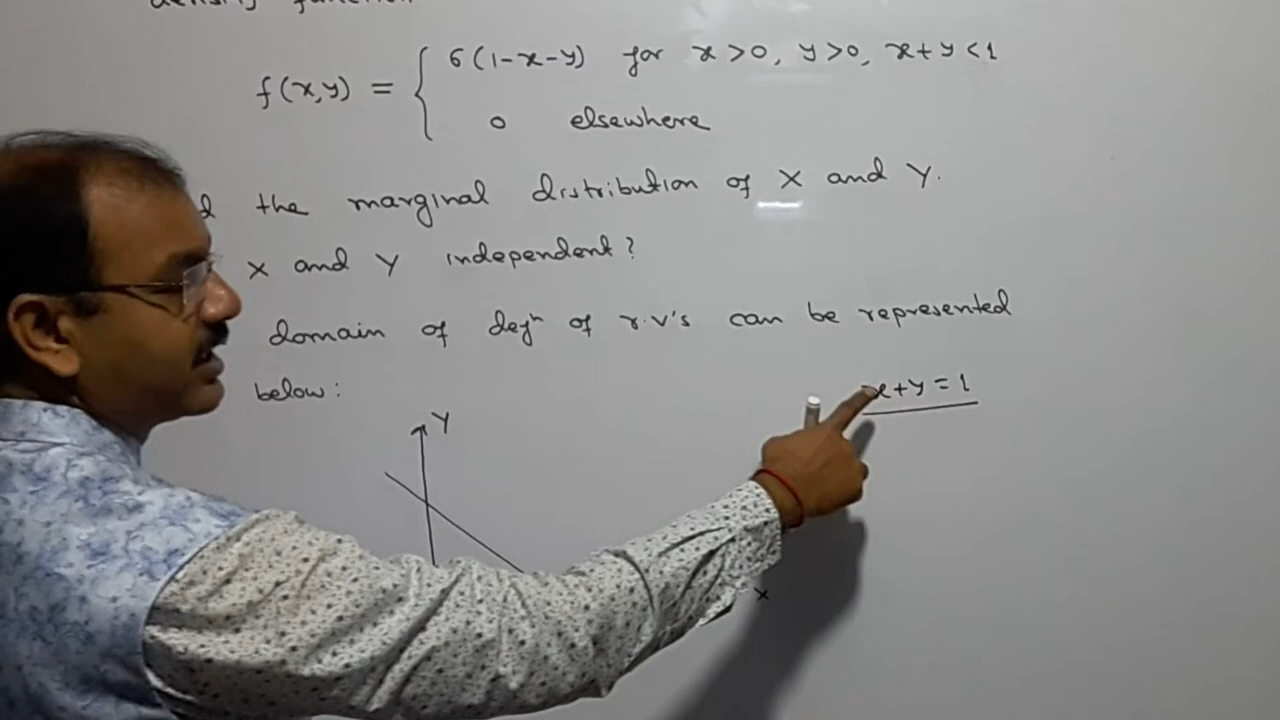 density function
f(x,y) = { 6(1-x-y) for x>0, y>0, x+y<1
0 elsewhere
the marginal distribution of X and Y.
X and Y independent?
domain of defⁿ of r.v's can be represented
below:
x+y=1
Y
X